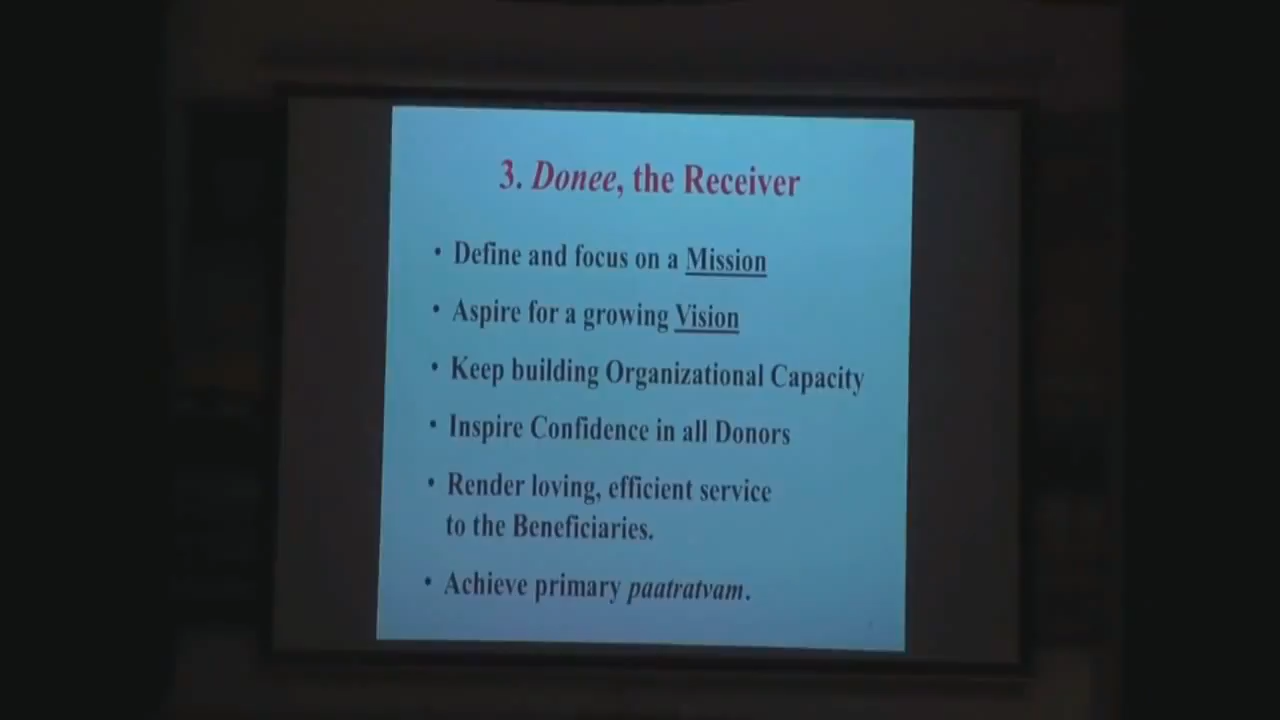 3. Donee, the Receiver
• Define and focus on a Mission
• Aspire for a growing Vision
• Keep building Organizational Capacity
• Inspire Confidence in all Donors
• Render loving, efficient service
to the Beneficiaries.
• Achieve primary paatratvam.